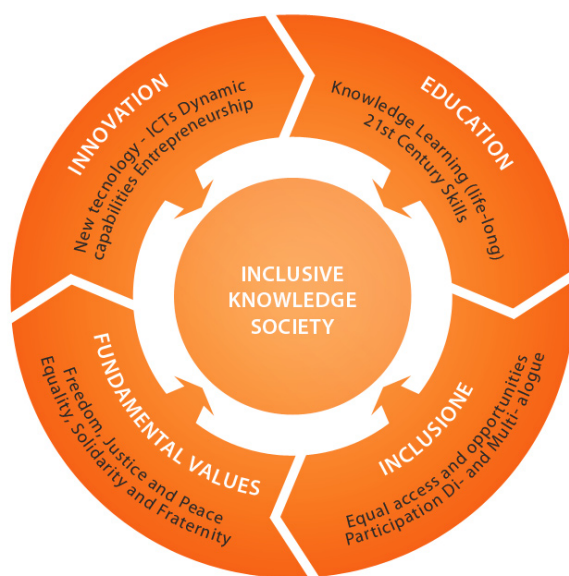 INNOVATION
New tecnology - ICTs Dynamic
capabilities Entrepreneurship
EDUCATION
Knowledge Learning (life-long)
21st Century Skills
INCLUSIVE
KNOWLEDGE
SOCIETY
FUNDAMENTAL VALUES
Freedom, Justice and Peace
Equality, Solidarity and Fraternity
INCLUSIONE
Equal access and opportunities
Participation Di- and Multi- alogue